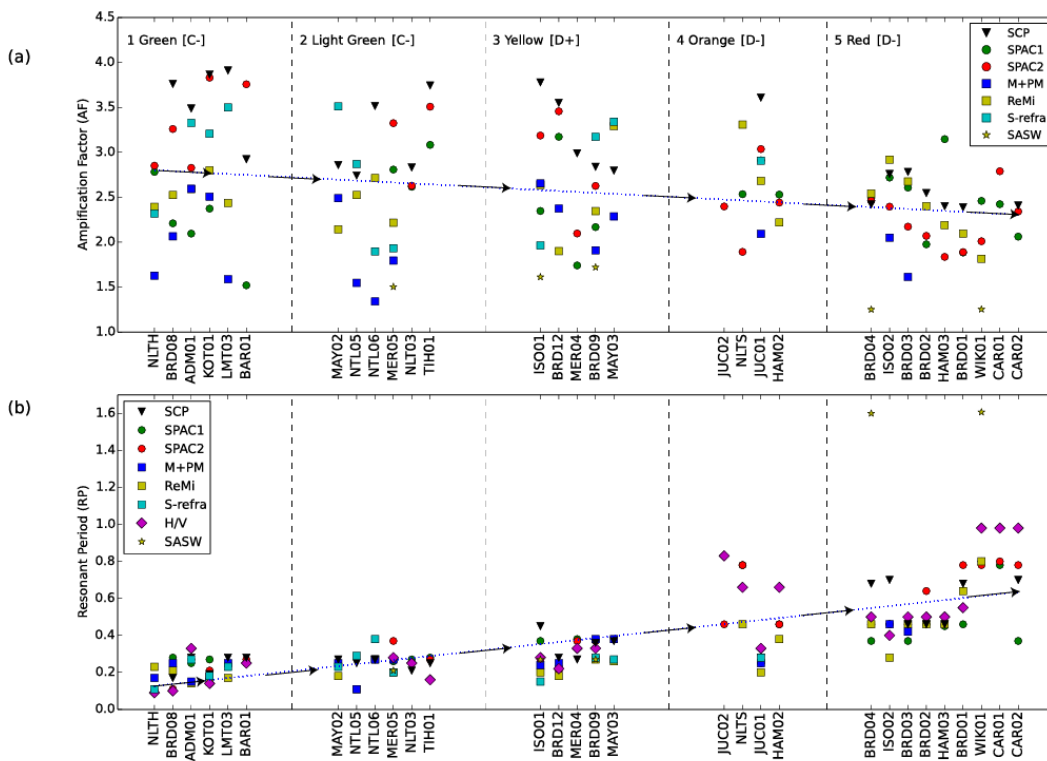 (a)
1 Green [C-]
2 Light Green [C-]
3 Yellow [D+]
4 Orange [D-]
5 Red [D-]
SCP
SPAC1
SPAC2
M+PM
ReMi
S-refra
SASW
Amplification Factor (AF)
4.5
4.0
3.5
3.0
2.5
2.0
1.5
1.0
NLTH
BRD08
ADM01
KOT01
LMT03
BAR01
MAY02
NTL05
NTL06
MER05
NLT03
TIH01
ISO01
BRD12
MER04
BRD09
MAY03
JUC02
NLTS
JUC01
HAM02
BRD04
ISO02
BRD03
BRD02
HAM03
BRD01
WIK01
CAR01
CAR02
(b)
SCP
SPAC1
SPAC2
M+PM
ReMi
S-refra
H/V
SASW
Resonant Period (RP)
1.6
1.4
1.2
1.0
0.8
0.6
0.4
0.2
0.0
NLTH
BRD08
ADM01
KOT01
LMT03
BAR01
MAY02
NTL05
NTL06
MER05
NLT03
TIH01
ISO01
BRD12
MER04
BRD09
MAY03
JUC02
NLTS
JUC01
HAM02
BRD04
ISO02
BRD03
BRD02
HAM03
BRD01
WIK01
CAR01
CAR02